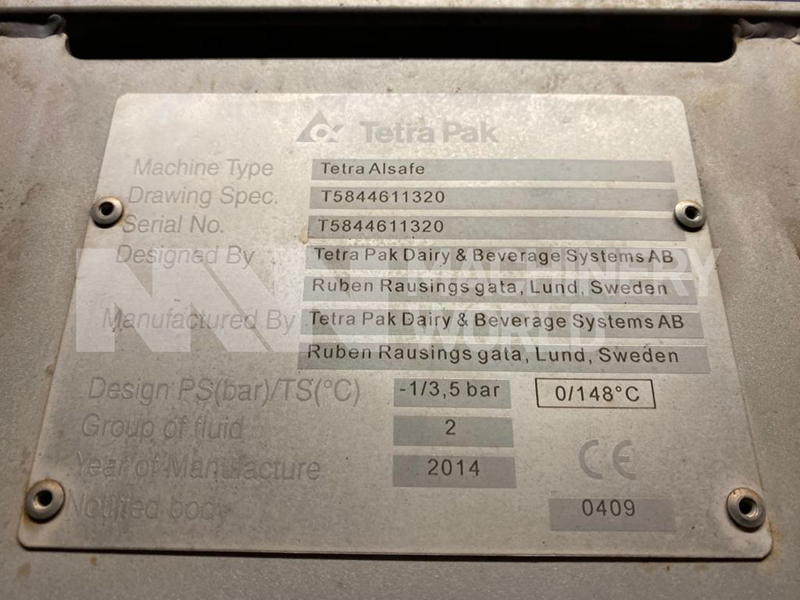 Tetra Pak
Machine Type Tetra Alsafe
Drawing Spec. T5844611320
Serial No. T5844611320
Designed By Tetra Pak Dairy & Beverage Systems AB
Ruben Rausings gata, Lund, Sweden
Manufactured By Tetra Pak Dairy & Beverage Systems AB
Ruben Rausings gata, Lund, Sweden
Design PS(bar)/TS(°C) -1/3,5 bar 0/148°C
Group of fluid 2
Year of Manufacture 2014 CE
Notified body 0409
MW MACHINERY
WORLD